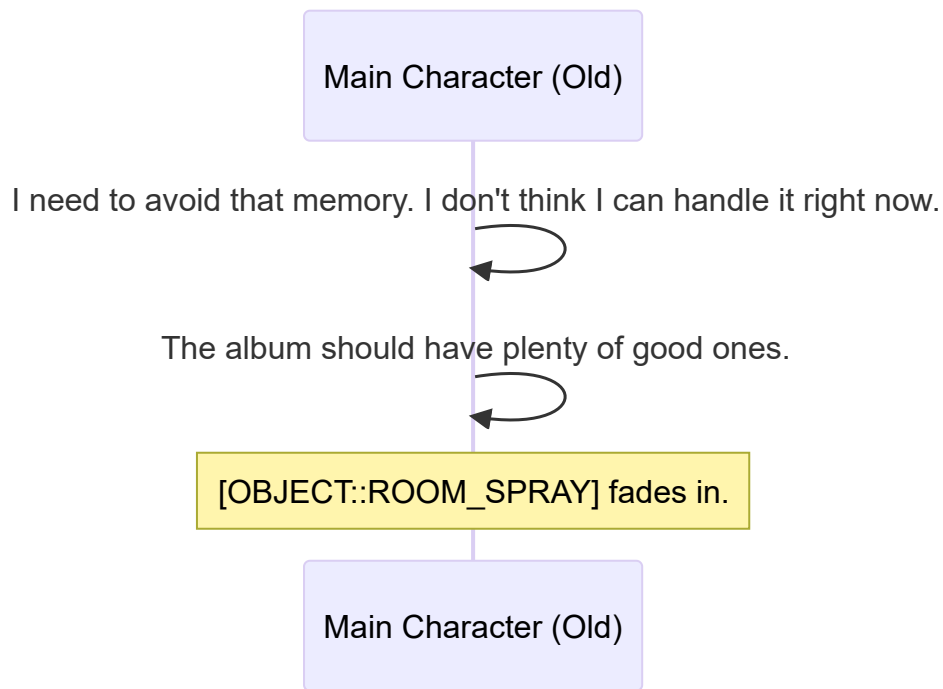 Main Character (Old)
I need to avoid that memory. I don't think I can handle it right now.
The album should have plenty of good ones.
[OBJECT::ROOM_SPRAY] fades in.
Main Character (Old)